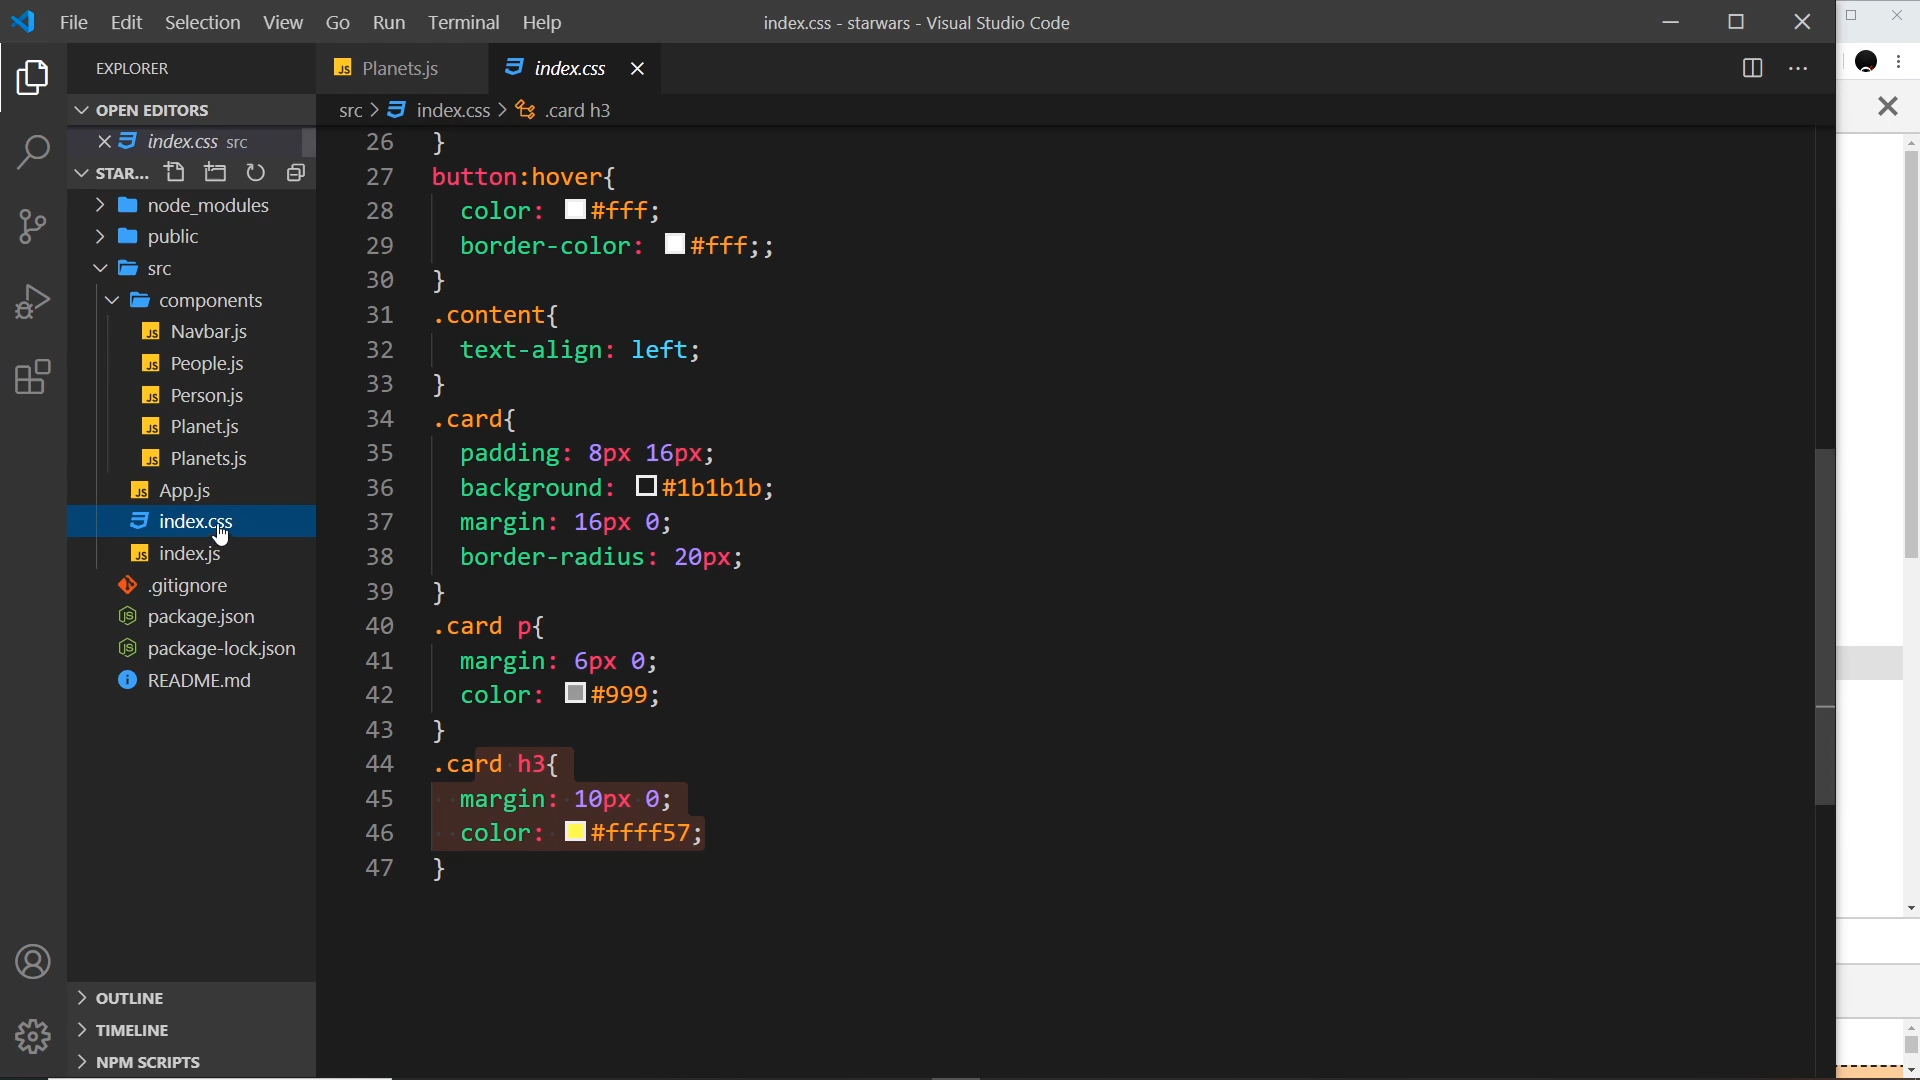 File Edit Selection View Go Run Terminal Help
index.css - starwars - Visual Studio Code
EXPLORER
OPEN EDITORS
index.css src
STAR...
node_modules
public
src
components
Navbar.js
People.js
Person.js
Planet.js
Planets.js
App.js
index.css
index.js
.gitignore
package.json
package-lock.json
README.md
OUTLINE
TIMELINE
NPM SCRIPTS
Planets.js index.css
src > index.css > .card h3
26 }
27 button:hover{
28 color: #fff;
29 border-color: #fff;;
30 }
31 .content{
32 text-align: left;
33 }
34 .card{
35 padding: 8px 16px;
36 background: #1b1b1b;
37 margin: 16px 0;
38 border-radius: 20px;
39 }
40 .card p{
41 margin: 6px 0;
42 color: #999;
43 }
44 .card h3{
45 margin: 10px 0;
46 color: #ffff57;
47 }